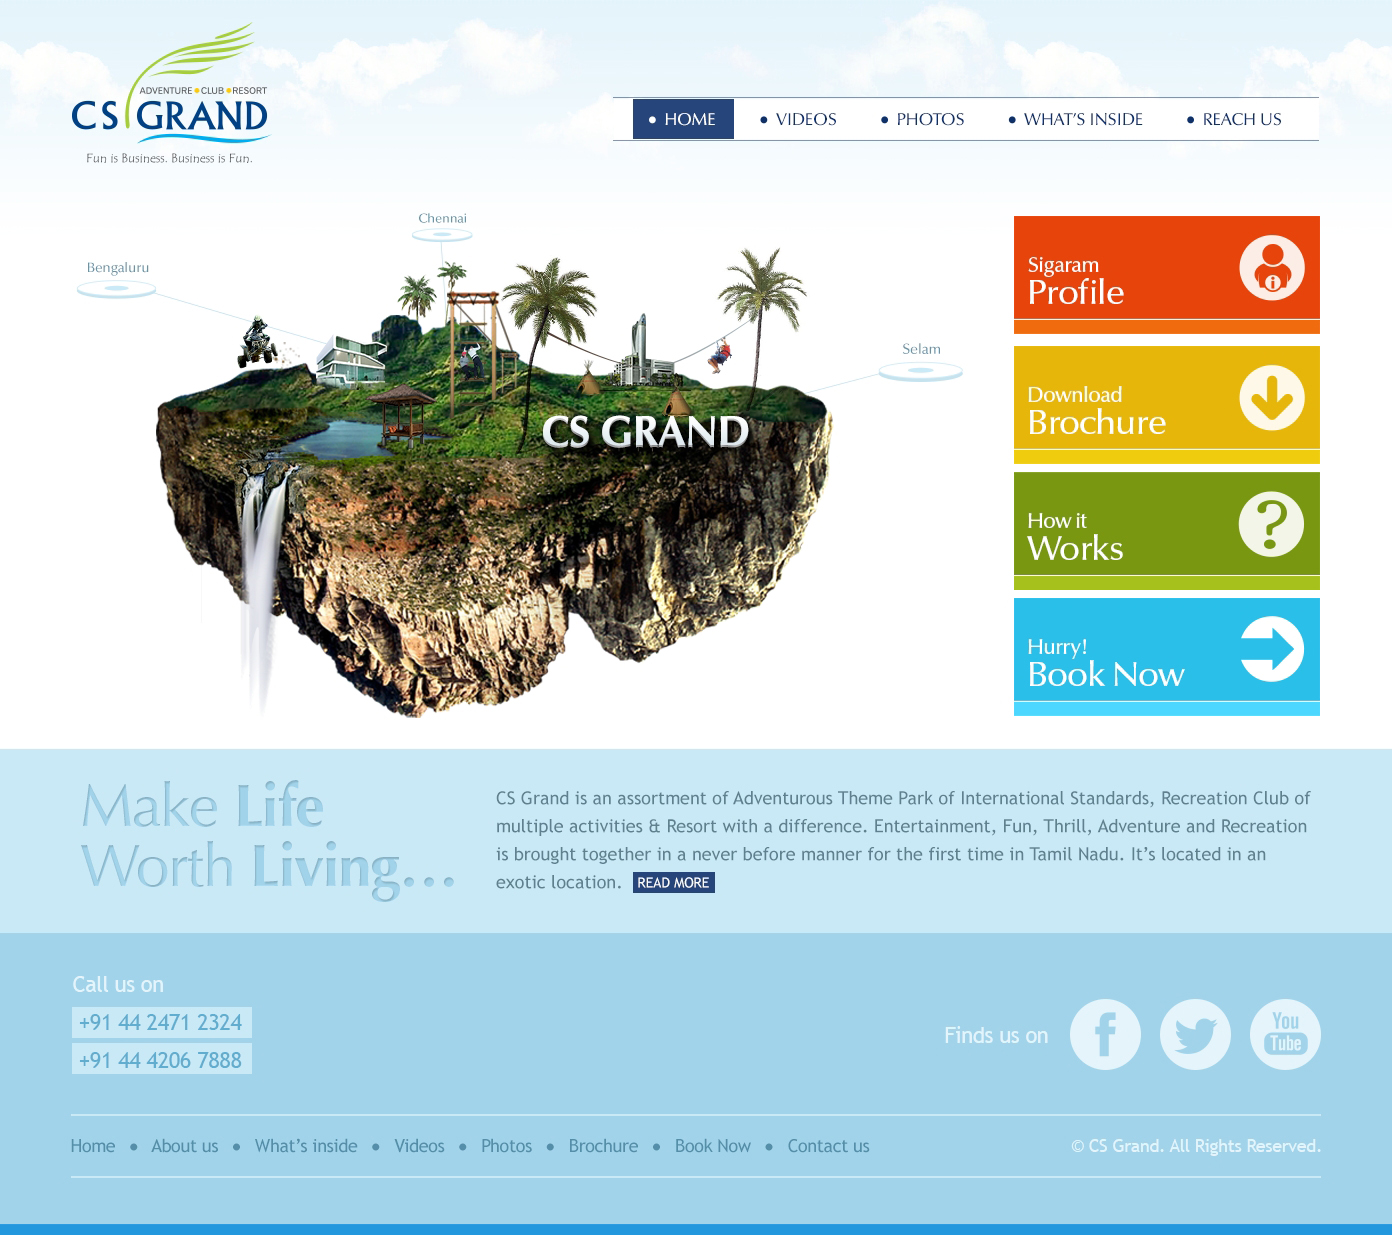 ADVENTURE CLUB RESORT
CS GRAND
Fun is Business. Business is Fun.
• HOME • VIDEOS • PHOTOS • WHAT'S INSIDE • REACH US
Chennai
Bengaluru
Selam
CS GRAND
Sigaram
Profile
Download
Brochure
How it
Works
Hurry!
Book Now
Make Life
Worth Living...
CS Grand is an assortment of Adventurous Theme Park of International Standards, Recreation Club of
multiple activities & Resort with a difference. Entertainment, Fun, Thrill, Adventure and Recreation
is brought together in a never before manner for the first time in Tamil Nadu. It's located in an
exotic location. READ MORE
Call us on
+91 44 2471 2324
+91 44 4206 7888
Finds us on
You
Tube
Home • About us • What's inside • Videos • Photos • Brochure • Book Now • Contact us
© CS Grand. All Rights Reserved.